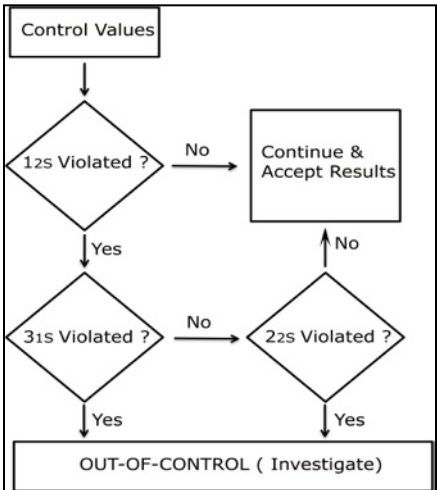 Control Values
12S Violated ?
No
Continue &
Accept Results
Yes
No
31S Violated ?
No
22S Violated ?
Yes
Yes
OUT-OF-CONTROL ( Investigate)